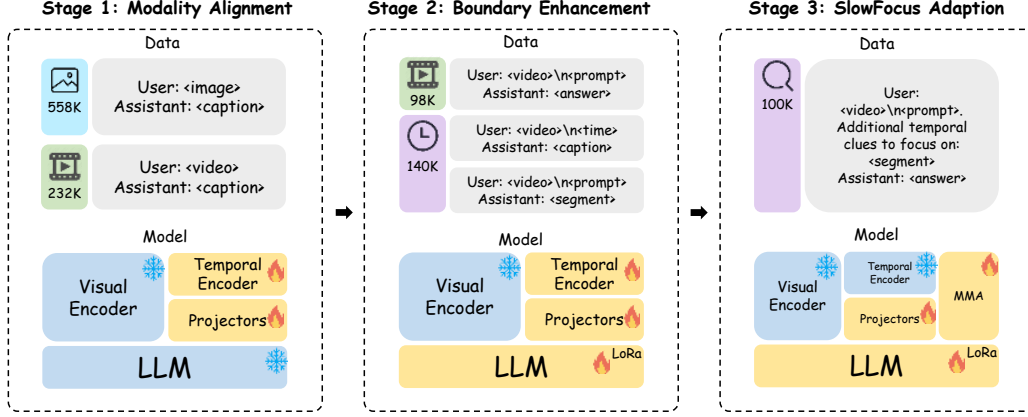 Stage 1: Modality Alignment
Data
558K
User: <image>
Assistant: <caption>
232K
User: <video>
Assistant: <caption>
Model
Visual
Encoder
Temporal
Encoder
Projectors
LLM
Stage 2: Boundary Enhancement
Data
98K
User: <video>\n<prompt>
Assistant: <answer>
140K
User: <video>\n<time>
Assistant: <caption>
User: <video>\n<prompt>
Assistant: <segment>
Model
Visual
Encoder
Temporal
Encoder
Projectors
LLM
LoRa
Stage 3: SlowFocus Adaption
Data
100K
User:
<video>\n<prompt>.
Additional temporal
clues to focus on:
<segment>
Assistant: <answer>
Model
Visual
Encoder
Temporal
Encoder
Projectors
MMA
LLM
LoRa